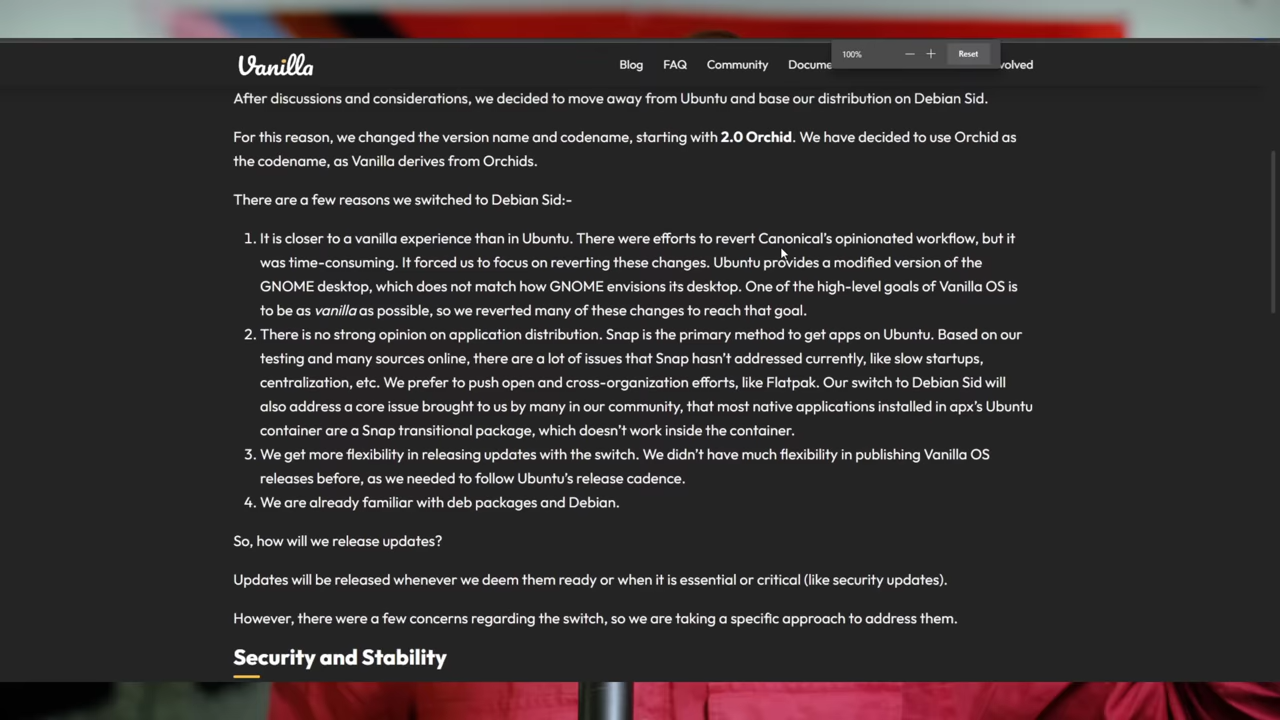 Vanilla
Blog FAQ Community Docume
100% — + Reset
volved
After discussions and considerations, we decided to move away from Ubuntu and base our distribution on Debian Sid.
For this reason, we changed the version name and codename, starting with 2.0 Orchid. We have decided to use Orchid as
the codename, as Vanilla derives from Orchids.
There are a few reasons we switched to Debian Sid:-
1. It is closer to a vanilla experience than in Ubuntu. There were efforts to revert Canonical's opinionated workflow, but it
was time-consuming. It forced us to focus on reverting these changes. Ubuntu provides a modified version of the
GNOME desktop, which does not match how GNOME envisions its desktop. One of the high-level goals of Vanilla OS is
to be as vanilla as possible, so we reverted many of these changes to reach that goal.
2. There is no strong opinion on application distribution. Snap is the primary method to get apps on Ubuntu. Based on our
testing and many sources online, there are a lot of issues that Snap hasn't addressed currently, like slow startups,
centralization, etc. We prefer to push open and cross-organization efforts, like Flatpak. Our switch to Debian Sid will
also address a core issue brought to us by many in our community, that most native applications installed in apx's Ubuntu
container are a Snap transitional package, which doesn't work inside the container.
3. We get more flexibility in releasing updates with the switch. We didn't have much flexibility in publishing Vanilla OS
releases before, as we needed to follow Ubuntu's release cadence.
4. We are already familiar with deb packages and Debian.
So, how will we release updates?
Updates will be released whenever we deem them ready or when it is essential or critical (like security updates).
However, there were a few concerns regarding the switch, so we are taking a specific approach to address them.
Security and Stability